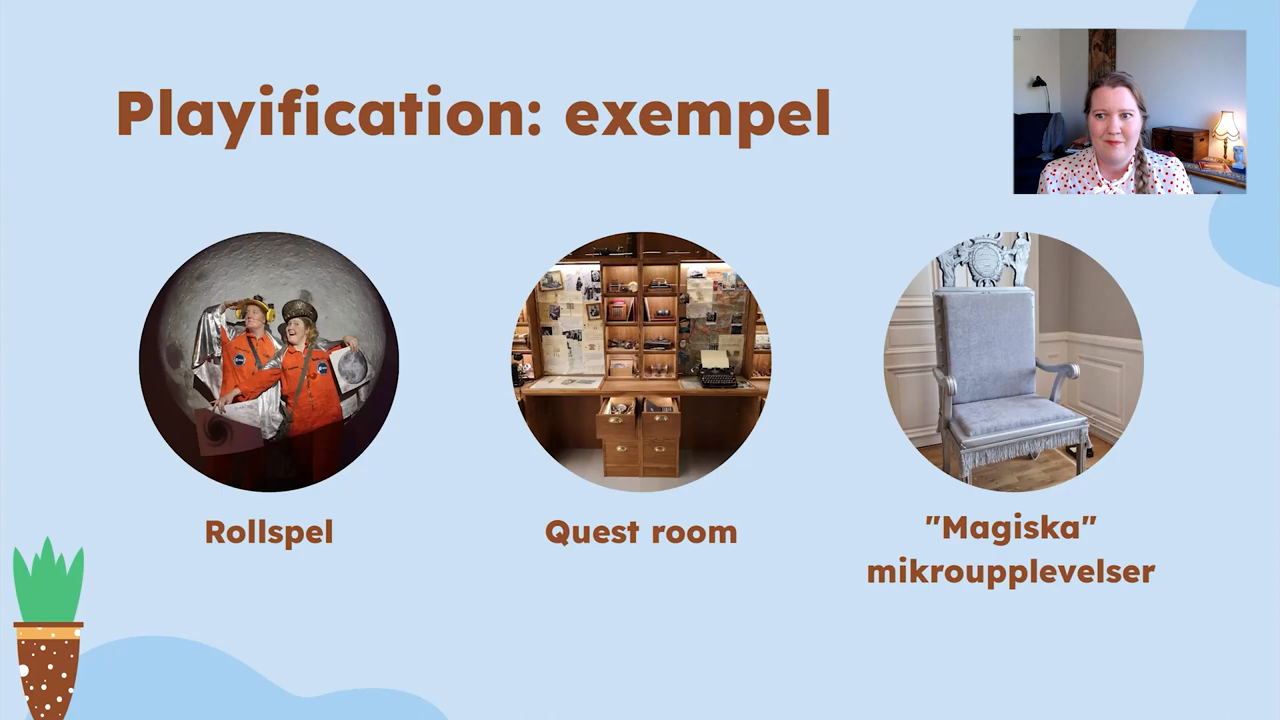 Playification: exempel
Rollspel
Quest room
"Magiska"
mikroupplevelser